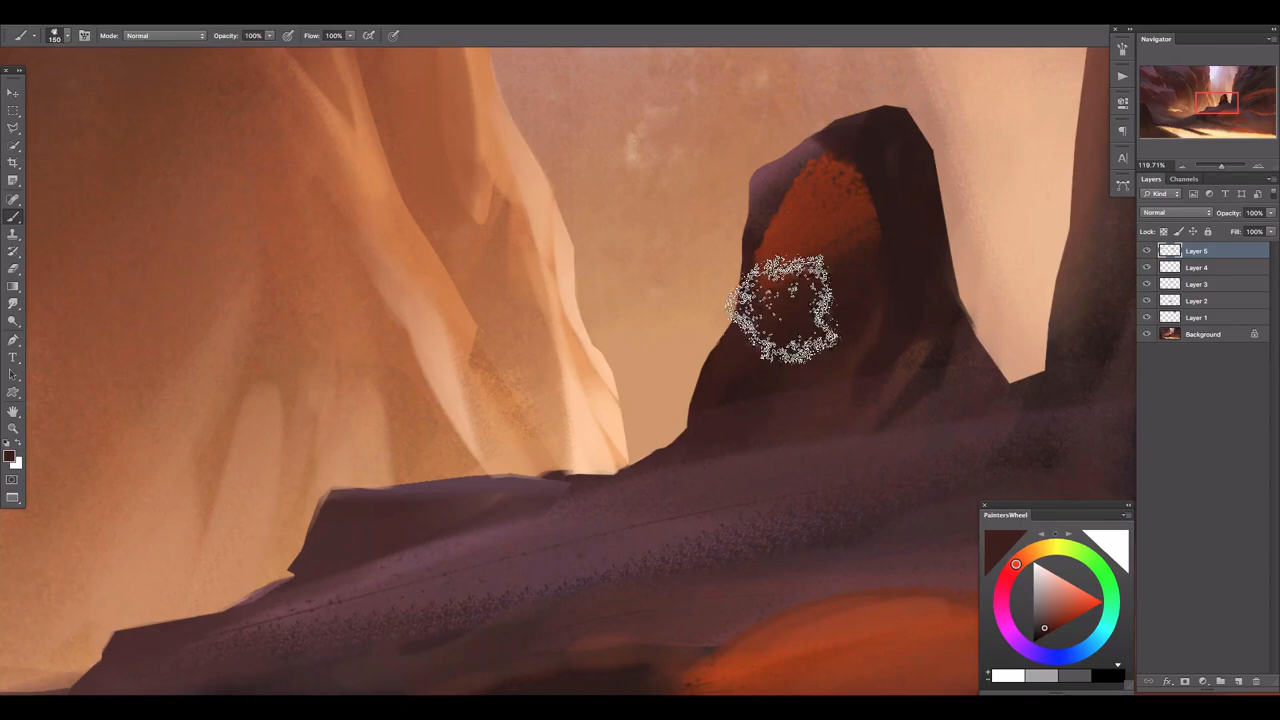 150 Mode: Normal Opacity: 100% Flow: 100%
Navigator
119.71%
Layers Channels
Kind
Normal Opacity: 100%
Lock: Fill: 100%
Layer 5
Layer 4
Layer 3
Layer 2
Layer 1
Background
PaintersWheel